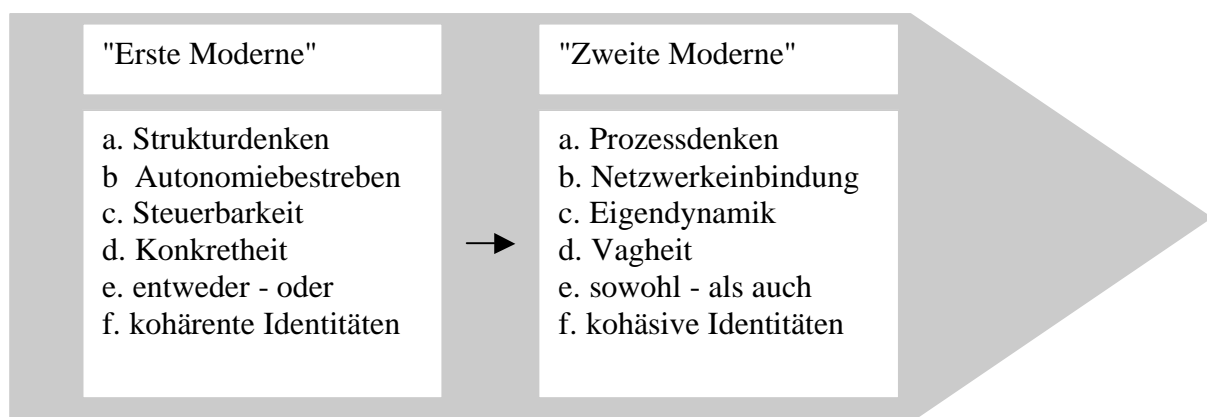 "Erste Moderne"
a. Strukturdenken
b Autonomiebestreben
c. Steuerbarkeit
d. Konkretheit
e. entweder - oder
f. kohärente Identitäten
"Zweite Moderne"
a. Prozessdenken
b. Netzwerkeinbindung
c. Eigendynamik
d. Vagheit
e. sowohl - als auch
f. kohäsive Identitäten